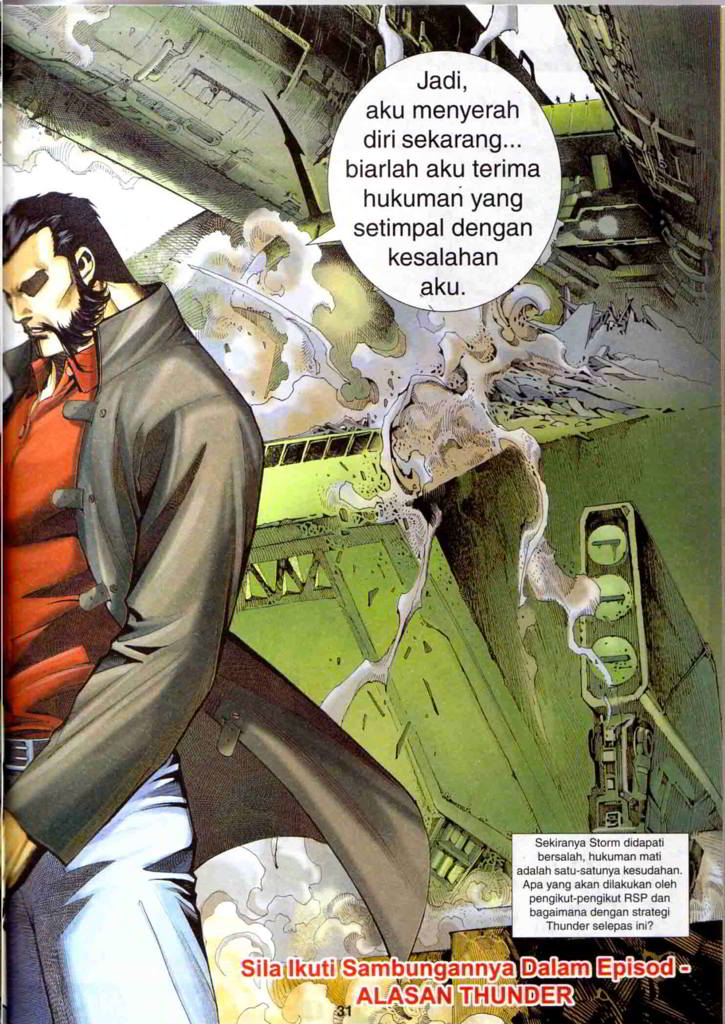 Jadi,
aku menyerah
diri sekarang...
biarlah aku terima
hukuman yang
setimpal dengan
kesalahan
aku.
Sekiranya Storm didapati
bersalah, hukuman mati
adalah satu-satunya kesudahan.
Apa yang akan dilakukan oleh
pengikut-pengikut RSP dan
bagaimana dengan strategi
Thunder selepas ini?
Sila Ikuti Sambungannya Dalam Episod -
ALASAN THUNDER
31